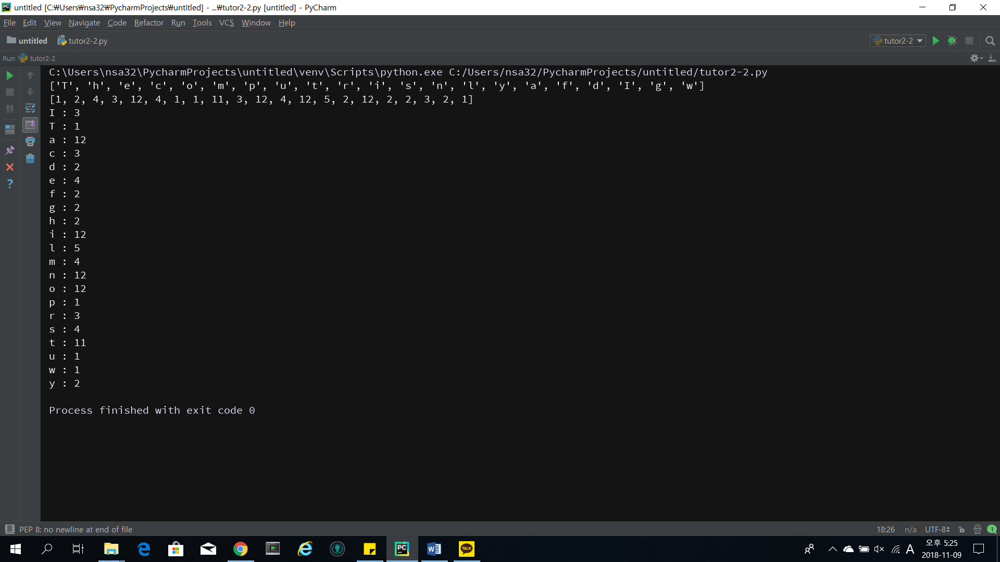 untitled [C:₩Users₩nsa32₩PycharmProjects₩untitled] - ...₩tutor2-2.py [untitled] - PyCharm
File Edit View Navigate Code Refactor Run Tools VCS Window Help
untitled tutor2-2.py tutor2-2
Run tutor2-2
C:\Users\nsa32\PycharmProjects\untitled\venv\Scripts\python.exe C:/Users/nsa32/PycharmProjects/untitled/tutor2-2.py
['T', 'h', 'e', 'c', 'o', 'm', 'p', 'u', 't', 'r', 'i', 's', 'n', 'l', 'y', 'a', 'f', 'd', 'I', 'g', 'w']
[1, 2, 4, 3, 12, 4, 1, 1, 11, 3, 12, 4, 12, 5, 2, 12, 2, 2, 3, 2, 1]
I : 3
T : 1
a : 12
c : 3
d : 2
e : 4
f : 2
g : 2
h : 2
i : 12
l : 5
m : 4
n : 12
o : 12
p : 1
r : 3
s : 4
t : 11
u : 1
w : 1
y : 2
Process finished with exit code 0
PEP 8: no newline at end of file 18:26 n/a UTF-8 1
A 오후 5:25
2018-11-09
PC
W
TALK